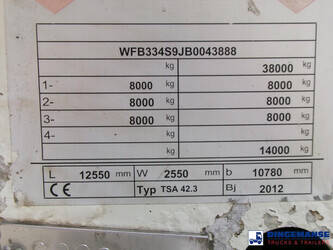 WFB334S9JB0043888
kg kg 38000
1- 8000 kg 8000 kg
2- 8000 kg 8000 kg
3- 8000 kg 8000 kg
4- kg kg
kg 14000 kg
L 12550 mm W 2550 mm b 10780 mm
CE Typ TSA 42.3 Bj 2012
DINGEMANSE
TRUCKS & TRAILERS